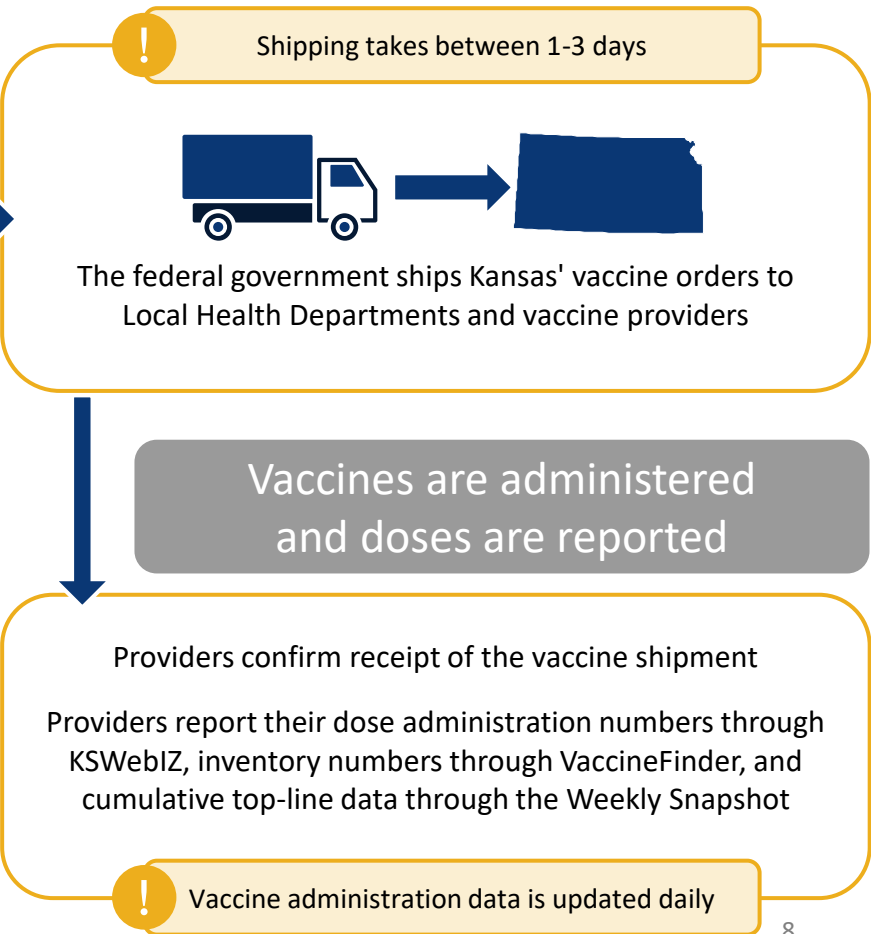 !
Shipping takes between 1-3 days
The federal government ships Kansas' vaccine orders to
Local Health Departments and vaccine providers
Vaccines are administered
and doses are reported
Providers confirm receipt of the vaccine shipment
Providers report their dose administration numbers through
KSWebIZ, inventory numbers through VaccineFinder, and
cumulative top-line data through the Weekly Snapshot
!
Vaccine administration data is updated daily
8